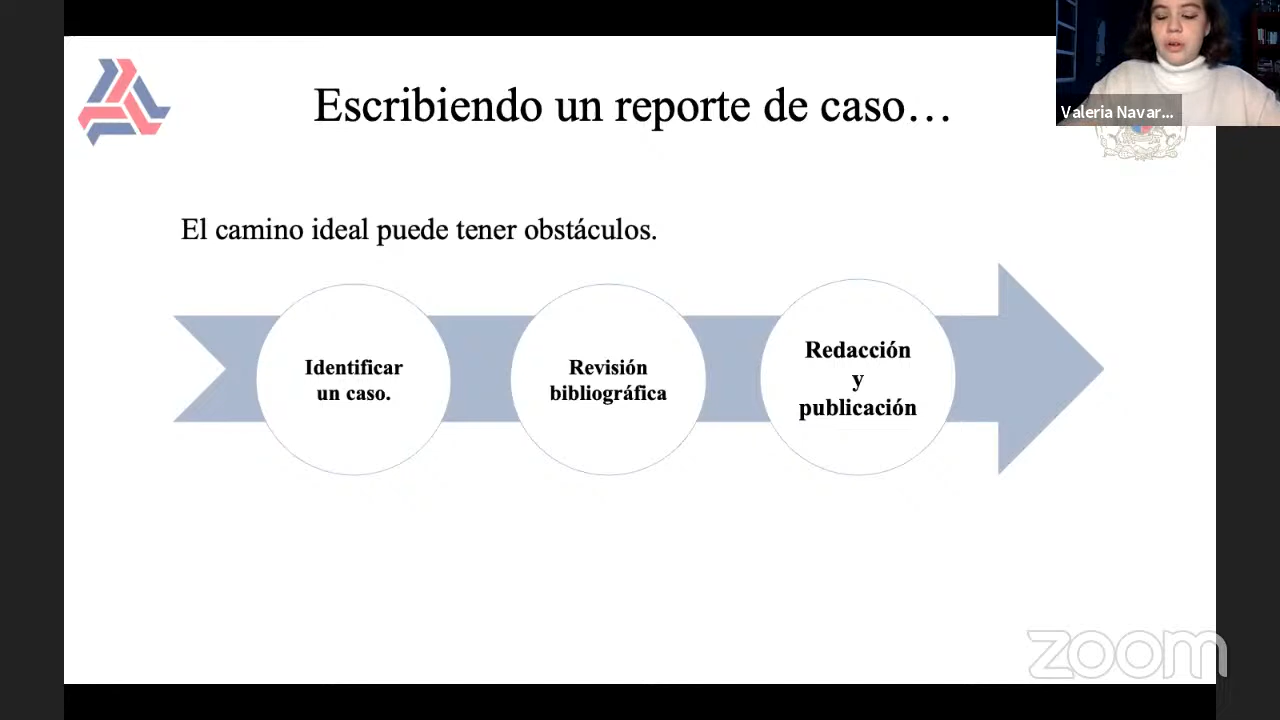 Escribiendo un reporte de caso…
Valeria Navar...
El camino ideal puede tener obstáculos.
Identificar
un caso.
Revisión
bibliográfica
Redacción
y
publicación
zoom